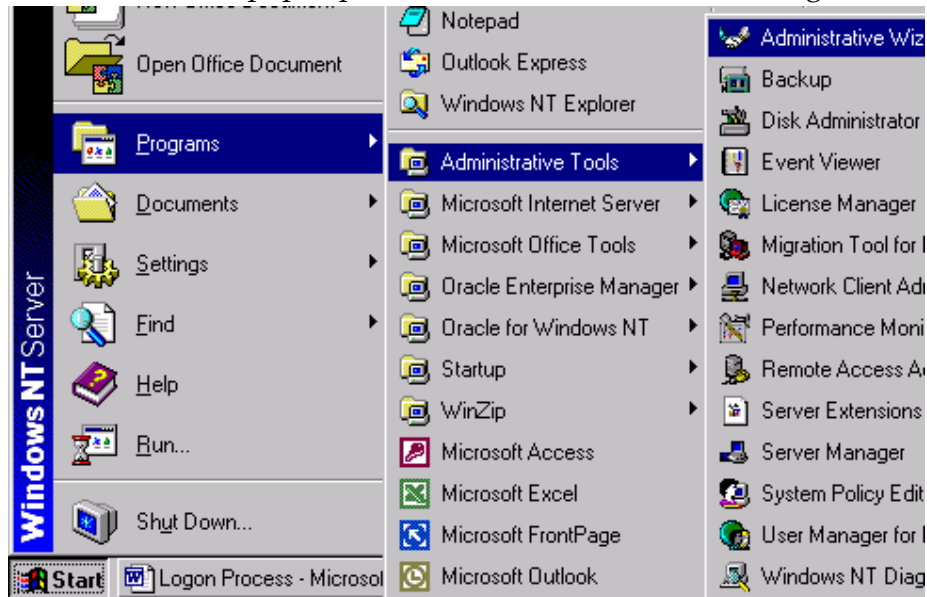 Open Office Document
Programs
Documents
Settings
Find
Help
Run...
Shut Down...
Windows NT Server
Start
Logon Process - Microsof
Notepad
Outlook Express
Windows NT Explorer
Administrative Tools
Microsoft Internet Server
Microsoft Office Tools
Oracle Enterprise Manager
Oracle for Windows NT
Startup
WinZip
Microsoft Access
Microsoft Excel
Microsoft FrontPage
Microsoft Outlook
Administrative Wiz
Backup
Disk Administrator
Event Viewer
License Manager
Migration Tool for
Network Client Ad
Performance Moni
Remote Access A
Server Extensions
Server Manager
System Policy Edit
User Manager for
Windows NT Diag